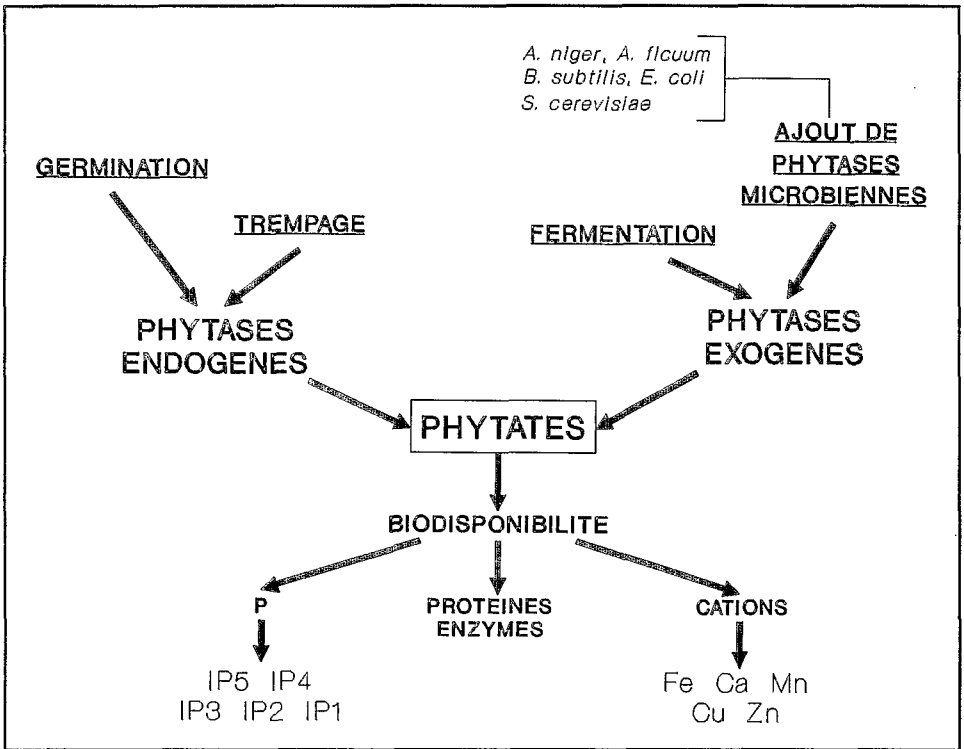 A. niger, A. ficuum
B. subtilis, E. coli
S. cerevisiae
AJOUT DE
PHYTASES
MICROBIENNES
GERMINATION
TREMPAGE
FERMENTATION
PHYTASES
ENDOGENES
PHYTASES
EXOGENES
PHYTATES
BIODISPONIBILITE
P
PROTEINES
ENZYMES
CATIONS
IP5 IP4
IP3 IP2 IP1
Fe Ca Mn
Cu Zn